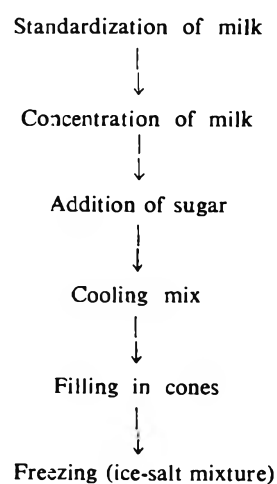 Standardization of milk
Concentration of milk
Addition of sugar
Cooling mix
Filling in cones
Freezing (ice-salt mixture)